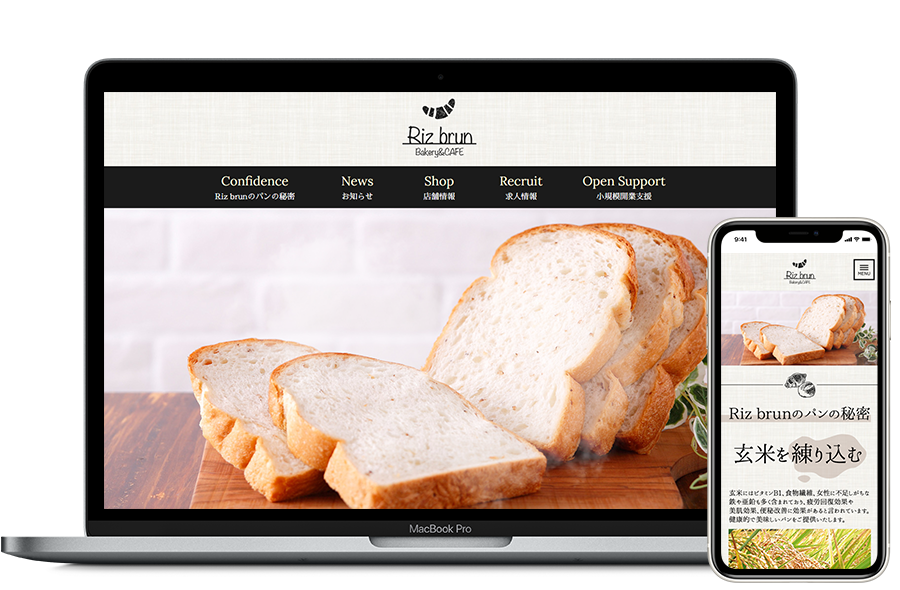 Riz brun
Bakery&CAFE
Confidence
News
Shop
Recruit
Open Support
Riz brunのパンの秘密
お知らせ
店舗情報
求人情報
小規模開業支援
MacBook Pro
9:41
Riz brun
Bakery&CAFE
MENU
Riz brunのパンの秘密
玄米を練り込む
玄米にはビタミンB1、食物繊維、女性に不足しがちな
鉄や亜鉛も多く含まれており、疲労回復効果や
美肌効果、便秘改善に効果があると言われています。
健康的で美味しいパンをご提供いたします。